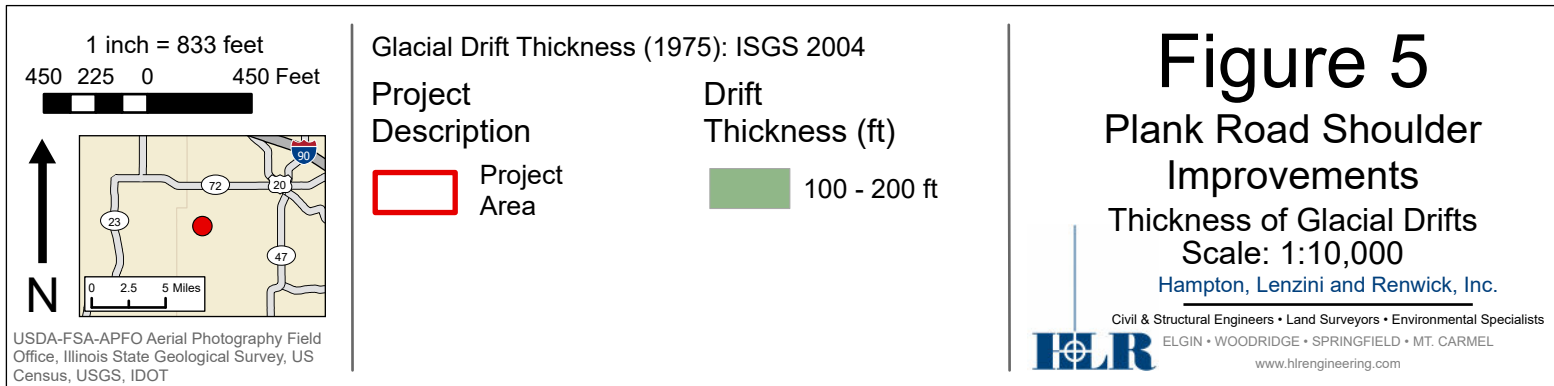 1 inch = 833 feet
450 225 0 450 Feet
90
72
20
23
47
0 2.5 5 Miles
N
USDA-FSA-APFO Aerial Photography Field
Office, Illinois State Geological Survey, US
Census, USGS, IDOT
Glacial Drift Thickness (1975): ISGS 2004
Project
Description
Project
Area
Drift
Thickness (ft)
100 - 200 ft
Figure 5
Plank Road Shoulder
Improvements
Thickness of Glacial Drifts
Scale: 1:10,000
Hampton, Lenzini and Renwick, Inc.
Civil & Structural Engineers • Land Surveyors • Environmental Specialists
HLR
ELGIN • WOODRIDGE • SPRINGFIELD • MT. CARMEL
www.hlrengineering.com